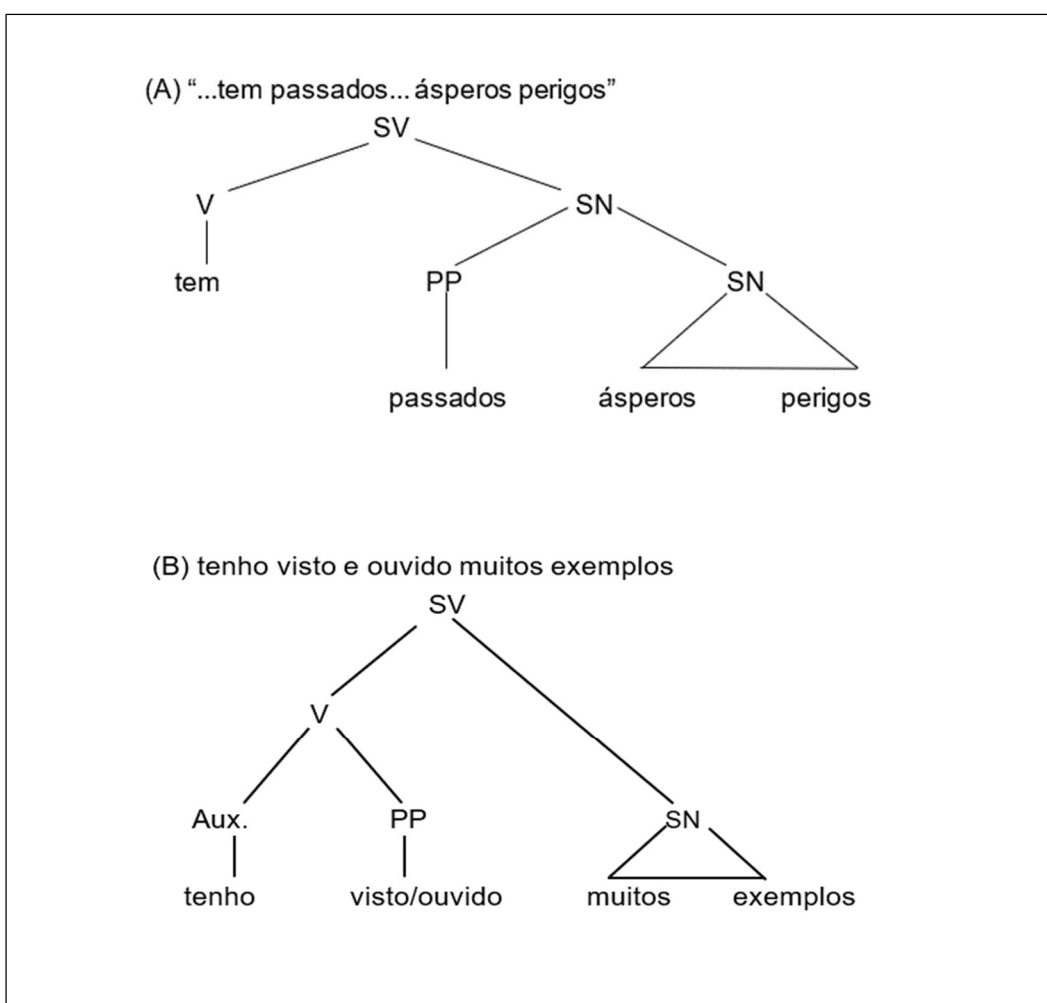 (A) “...tem passados... ásperos perigos”
SV
V SN
tem PP SN
passados ásperos perigos
(B) tenho visto e ouvido muitos exemplos
SV
V
Aux. PP SN
tenho visto/ouvido muitos exemplos